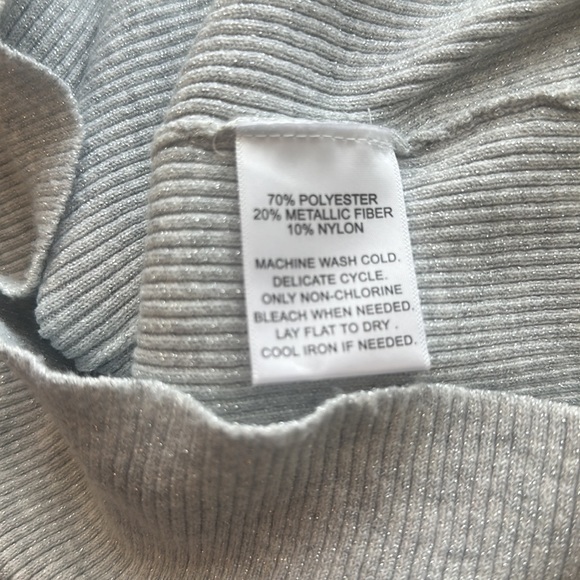 70% POLYESTER
20% METALLIC FIBER
10% NYLON
MACHINE WASH COLD.
DELICATE CYCLE.
ONLY NON-CHLORINE
BLEACH WHEN NEEDED.
LAY FLAT TO DRY .
COOL IRON IF NEEDED.